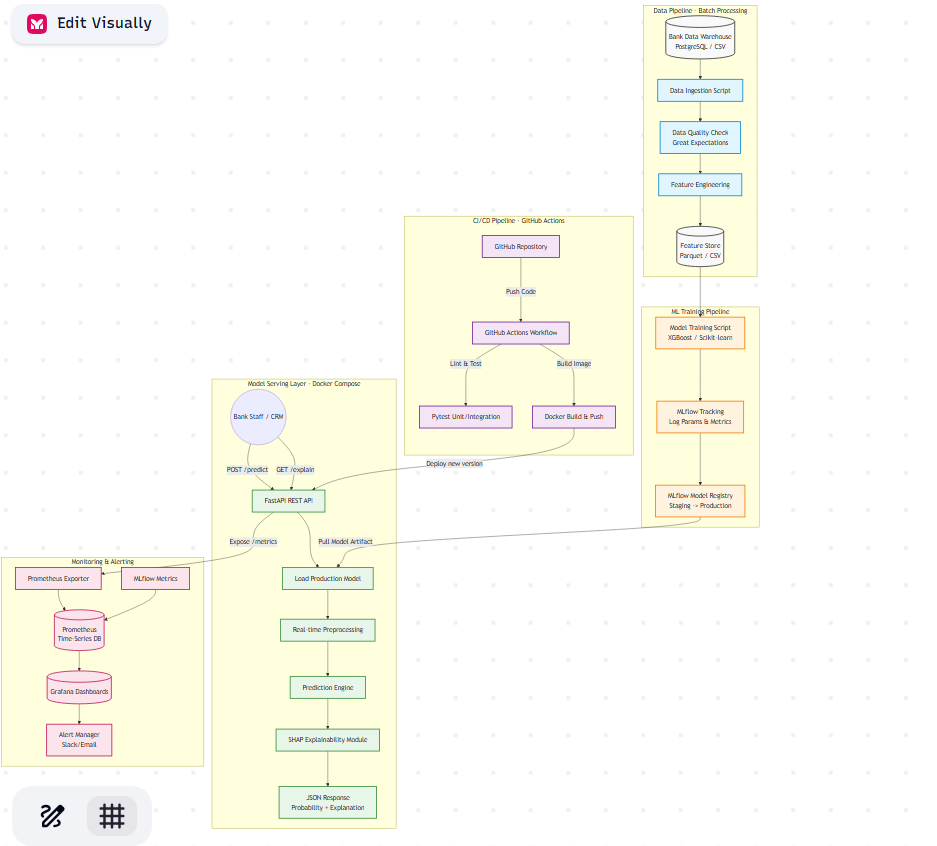 Edit Visually
Data Pipeline - Batch Processing
Bank Data Warehouse
PostgreSQL / CSV
Data Ingestion Script
Data Quality Check
Great Expectations
Feature Engineering
Feature Store
Parquet / CSV
CI/CD Pipeline - GitHub Actions
GitHub Repository
Push Code
GitHub Actions Workflow
Lint & Test
Build Image
Pytest Unit/Integration
Docker Build & Push
Deploy new version
ML Training Pipeline
Model Training Script
XGBoost / Scikit-learn
MLflow Tracking
Log Params & Metrics
MLflow Model Registry
Staging -> Production
Model Serving Layer - Docker Compose
Bank Staff / CRM
POST /predict
GET /explain
FastAPI REST API
Expose /metrics
Pull Model Artifact
Load Production Model
Real-time Preprocessing
Prediction Engine
SHAP Explainability Module
JSON Response
Probability + Explanation
Monitoring & Alerting
Prometheus Exporter
MLflow Metrics
Prometheus
Time-Series DB
Grafana Dashboards
Alert Manager
Slack/Email